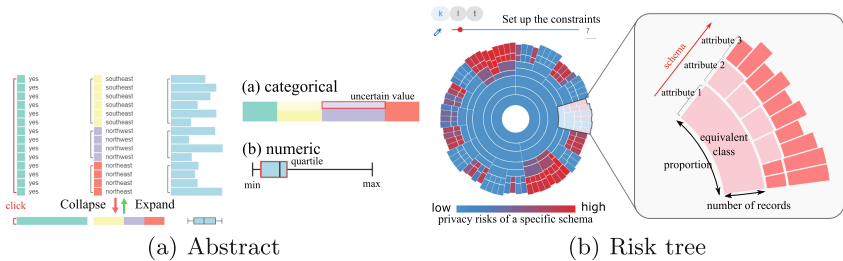 yes southeast
yes southeast
yes southeast
yes southeast
yes southeast
yes southeast
yes northwest
yes northwest
yes northwest
yes northwest
yes northeast
yes northeast
yes northeast
yes northeast
click
Collapse
Expand
(a) categorical
uncertain value
(b) numeric
quartile
min
max
(a) Abstract
k
l
t
Set up the constraints
7
low
high
privacy risks of a specific schema
schema
attribute 3
attribute 2
attribute 1
equivalent
class
proportion
number of records
(b) Risk tree